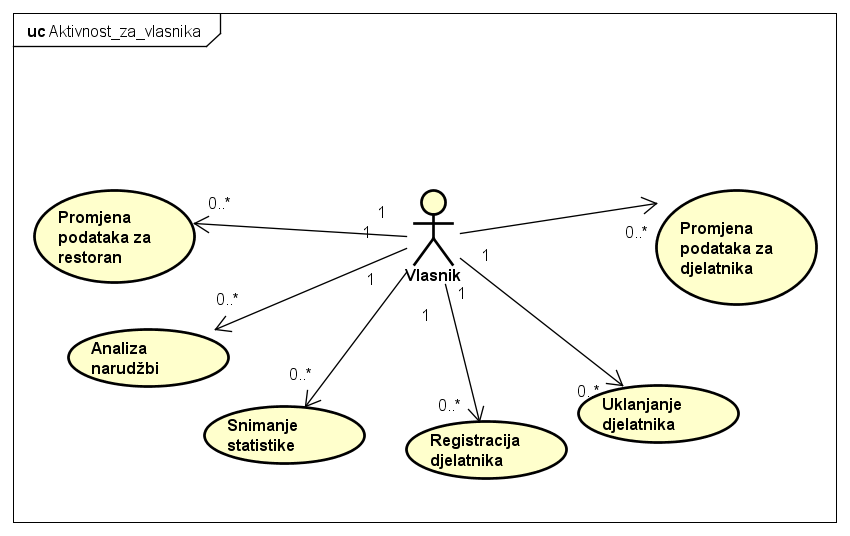 uc Aktivnost_za_vlasnika
Promjena
podataka za
restoran
0..*
1
1
Vlasnik
0..*
Promjena
podataka za
djelatnika
1
1
1
1
0..*
Analiza
narudžbi
0..*
Snimanje
statistike
0..*
Registracija
djelatnika
0..*
Uklanjanje
djelatnika